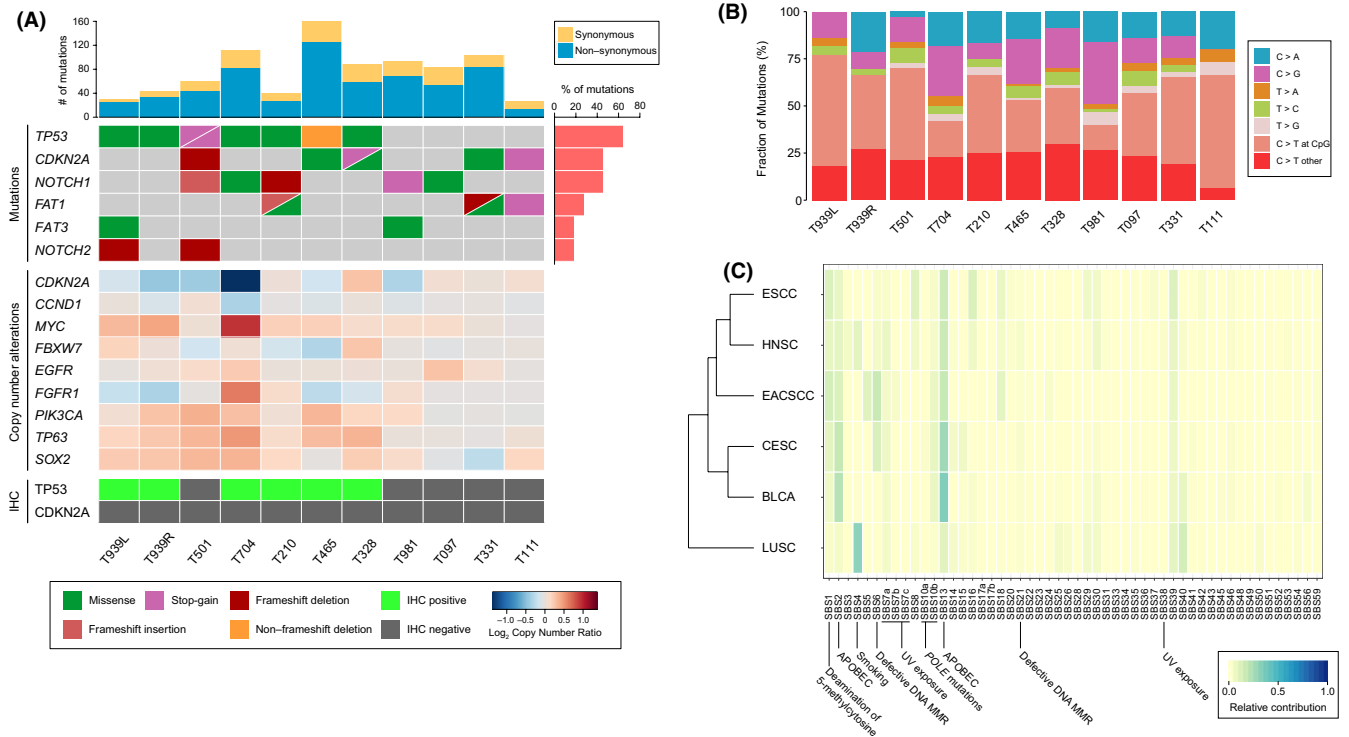 (A)
# of mutations
160
120
80
40
0
Synonymous
Non–synonymous
% of mutations
0 20 40 60 80
Mutations
TP53
CDKN2A
NOTCH1
FAT1
FAT3
NOTCH2
Copy number alterations
CDKN2A
CCND1
MYC
FBXW7
EGFR
FGFR1
PIK3CA
TP63
SOX2
IHC
TP53
CDKN2A
T939L T939R T501 T704 T210 T465 T328 T981 T097 T331 T111
Missense
Stop-gain
Frameshift deletion
IHC positive
Frameshift insertion
Non–frameshift deletion
IHC negative
−1.0 −0.5 0 0.5 1.0
Log2 Copy Number Ratio
(B)
Fraction of Mutations (%)
100
75
50
25
0
T939L T939R T501 T704 T210 T465 T328 T981 T097 T331 T111
C > A
C > G
T > A
T > C
T > G
C > T at CpG
C > T other
(C)
ESCC
HNSC
EACSCC
CESC
BLCA
LUSC
SBS1 SBS2 SBS3 SBS4 SBS5 SBS6 SBS7a SBS7b SBS7c SBS8 SBS10a SBS10b SBS13 SBS14 SBS15 SBS16 SBS17a SBS17b SBS18 SBS20 SBS21 SBS22 SBS23 SBS24 SBS25 SBS26 SBS28 SBS29 SBS30 SBS31 SBS33 SBS34 SBS35 SBS36 SBS37 SBS38 SBS39 SBS40 SBS41 SBS42 SBS43 SBS44 SBS45 SBS46 SBS48 SBS49 SBS50 SBS51 SBS52 SBS53 SBS54 SBS56 SBS59
Deamination of
5-methylcytosine
APOBEC
Smoking
Defective DNA MMR
UV exposure
POLE mutations
APOBEC
Defective DNA MMR
UV exposure
0.0 0.5 1.0
Relative contribution